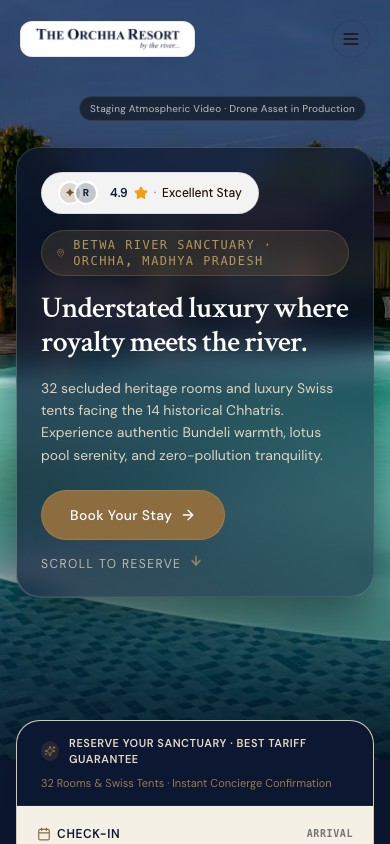 THE ORCHHA RESORT
by the river...
Staging Atmospheric Video · Drone Asset in Production
R
4.9 · Excellent Stay
BETWA RIVER SANCTUARY ·
ORCHHA, MADHYA PRADESH
Understated luxury where
royalty meets the river.
32 secluded heritage rooms and luxury Swiss
tents facing the 14 historical Chhatris.
Experience authentic Bundeli warmth, lotus
pool serenity, and zero-pollution tranquility.
Book Your Stay →
SCROLL TO RESERVE ↓
RESERVE YOUR SANCTUARY · BEST TARIFF
GUARANTEE
32 Rooms & Swiss Tents · Instant Concierge Confirmation
CHECK-IN ARRIVAL